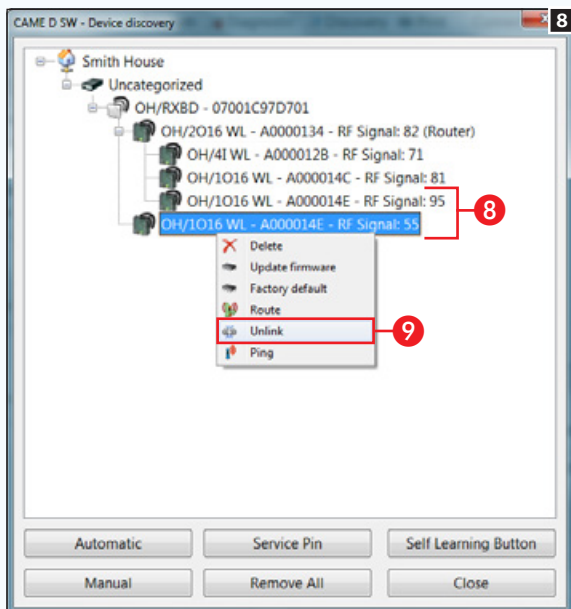 CAME D SW - Device discovery
8
Smith House
Uncategorized
OH/RXBD - 07001C97D701
OH/2O16 WL - A0000134 - RF Signal: 82 (Router)
OH/4I WL - A000012B - RF Signal: 71
OH/1O16 WL - A000014C - RF Signal: 81
OH/1O16 WL - A000014E - RF Signal: 95
8
OH/1O16 WL - A000014E - RF Signal: 55
Delete
Update firmware
Factory default
Route
Unlink
9
Ping
Automatic Service Pin Self Learning Button
Manual Remove All Close